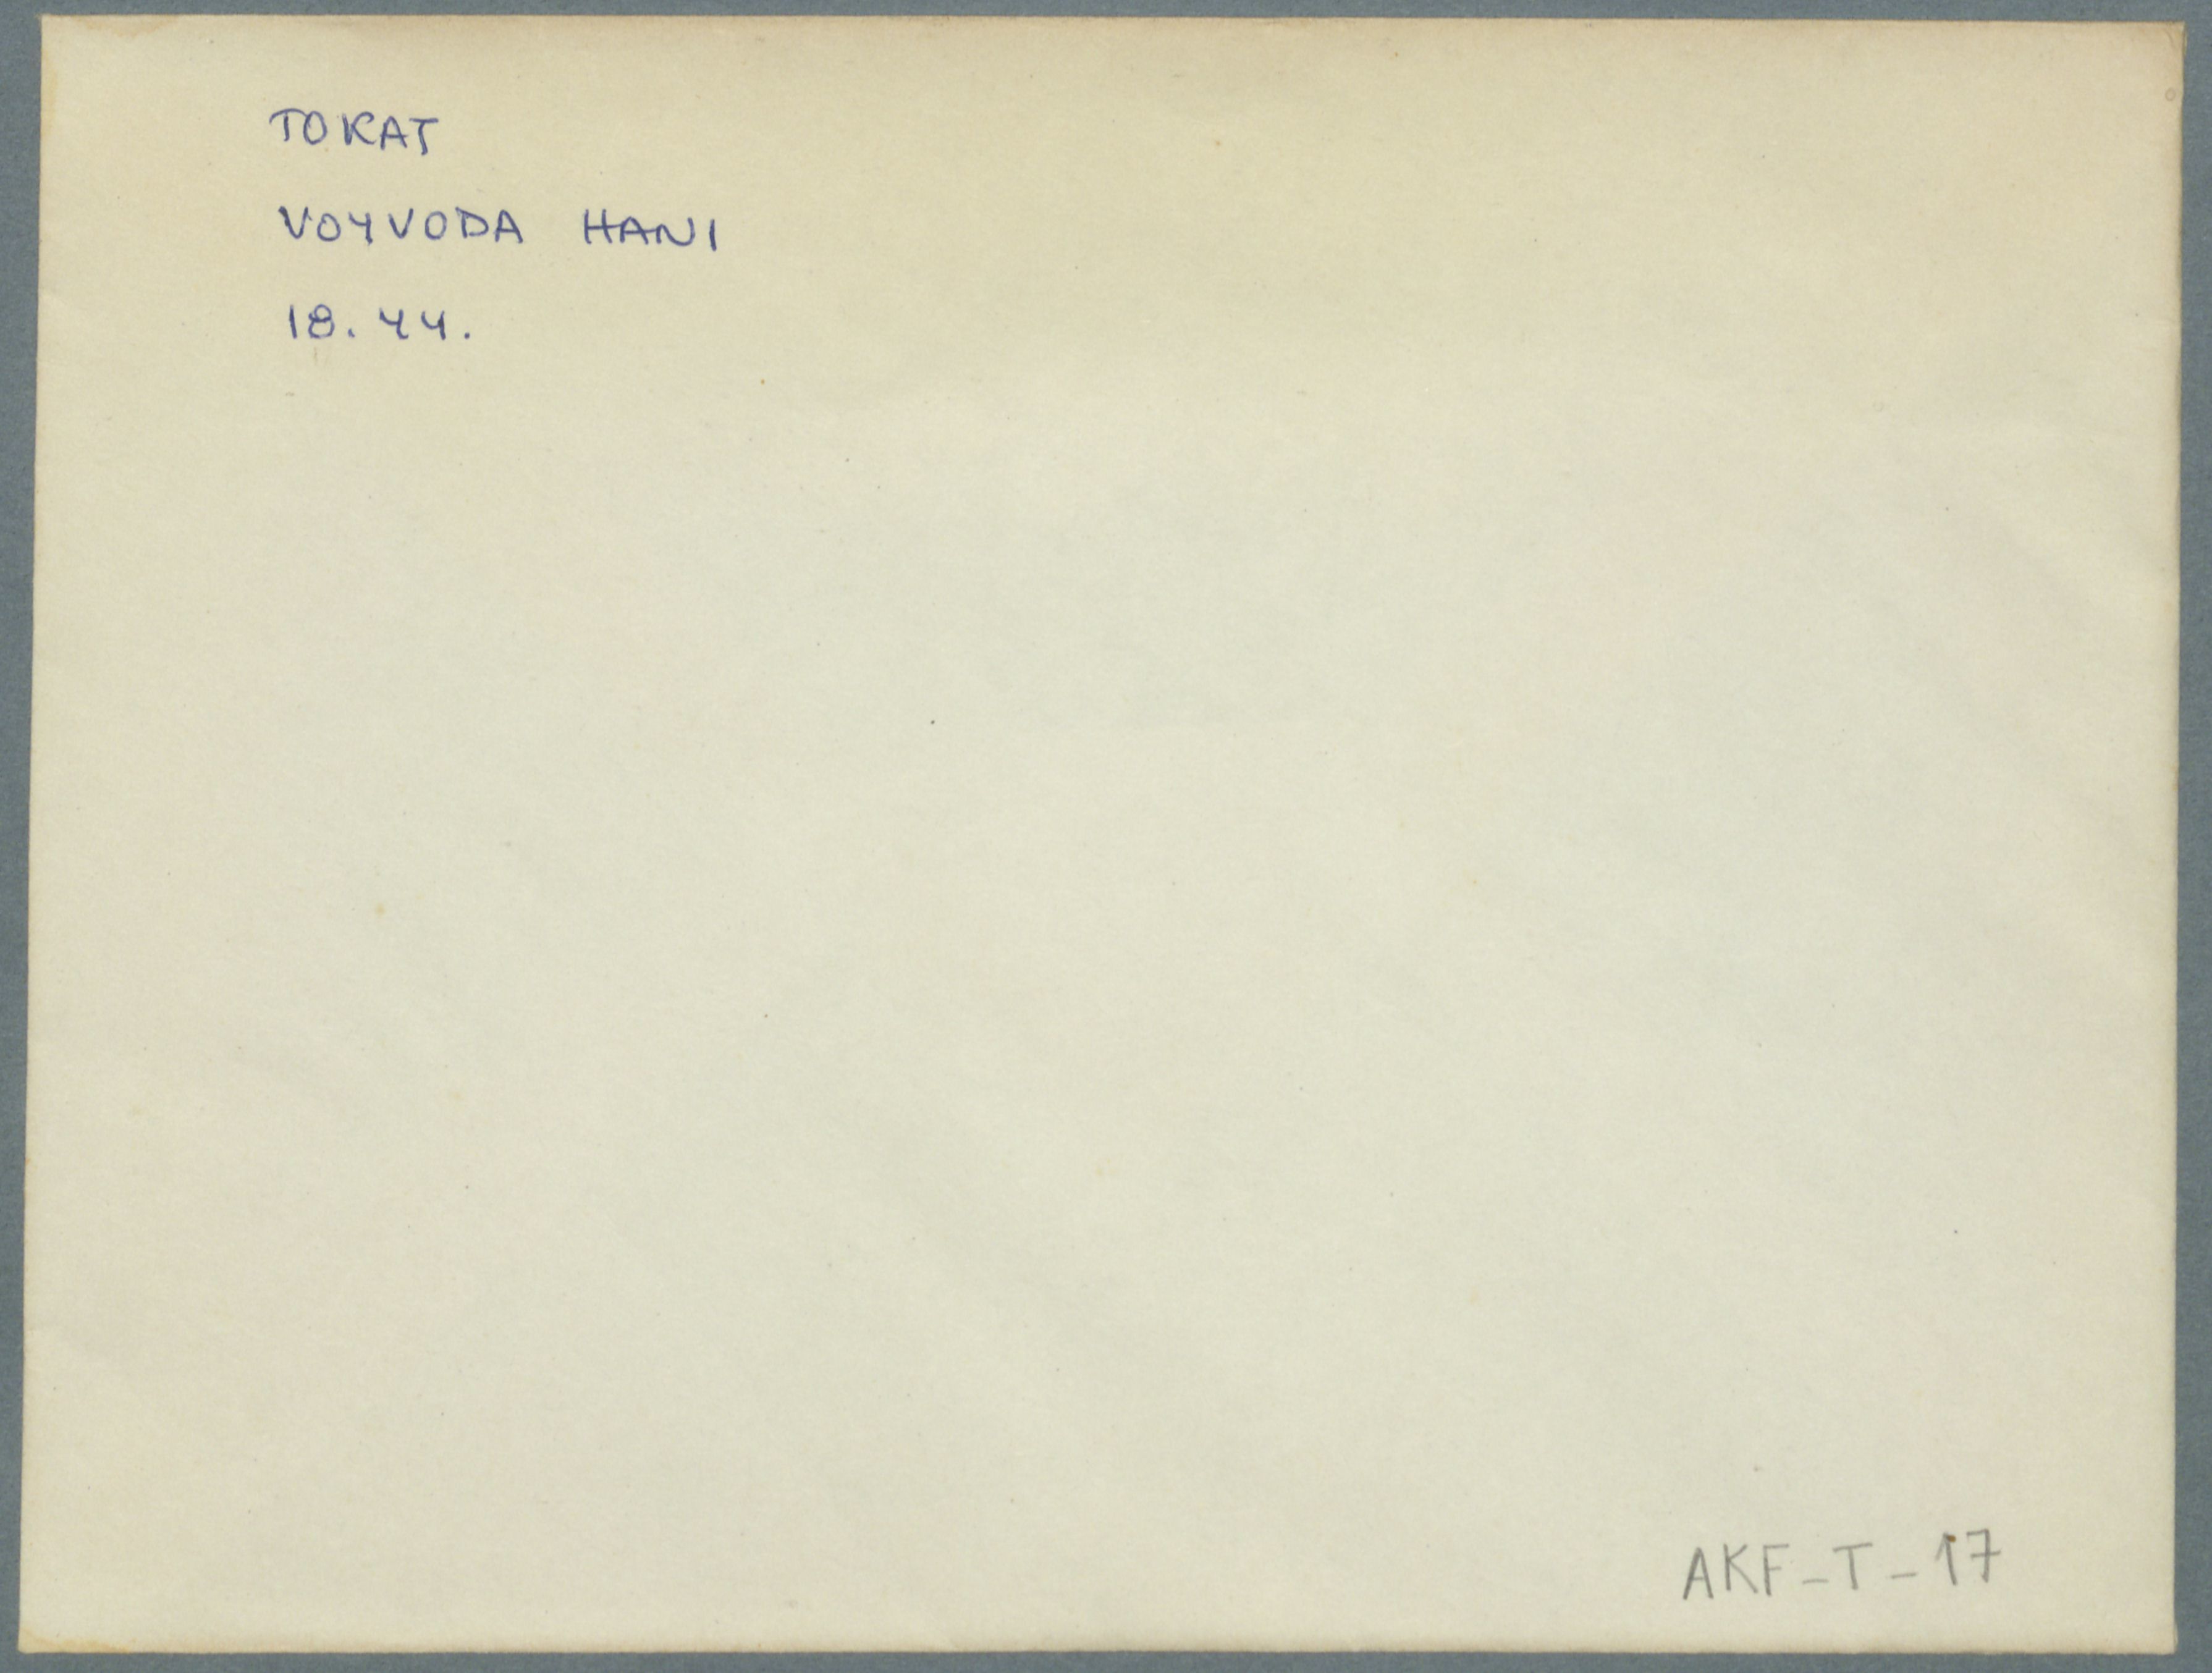 TOKAT
VOYVODA HANI
18.44.
AKF-T-17